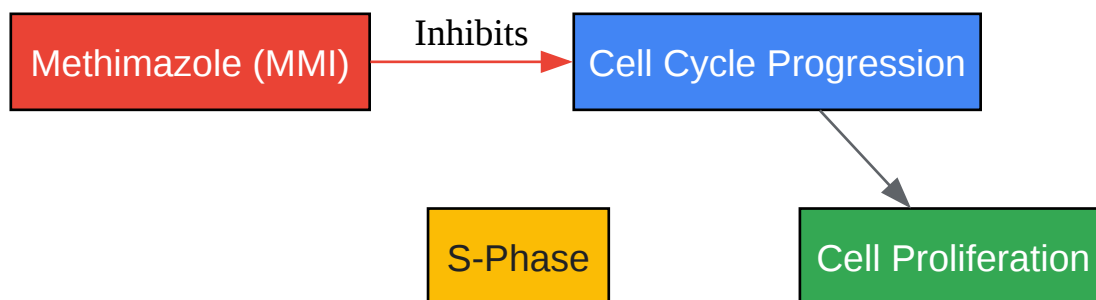 Inhibits
Methimazole (MMI)
Cell Cycle Progression
S-Phase
Cell Proliferation